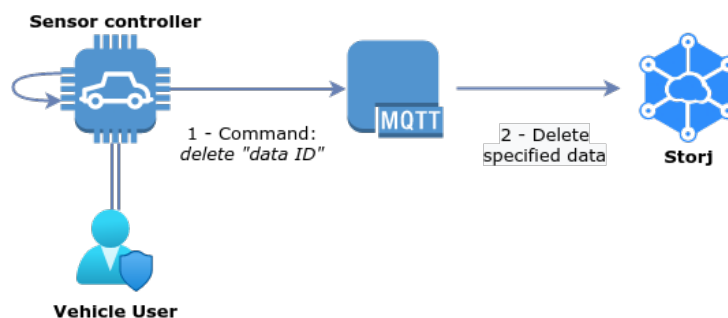 Sensor controller
MQTT
1 - Command:
delete "data ID"
2 - Delete
specified data
Storj
Vehicle User